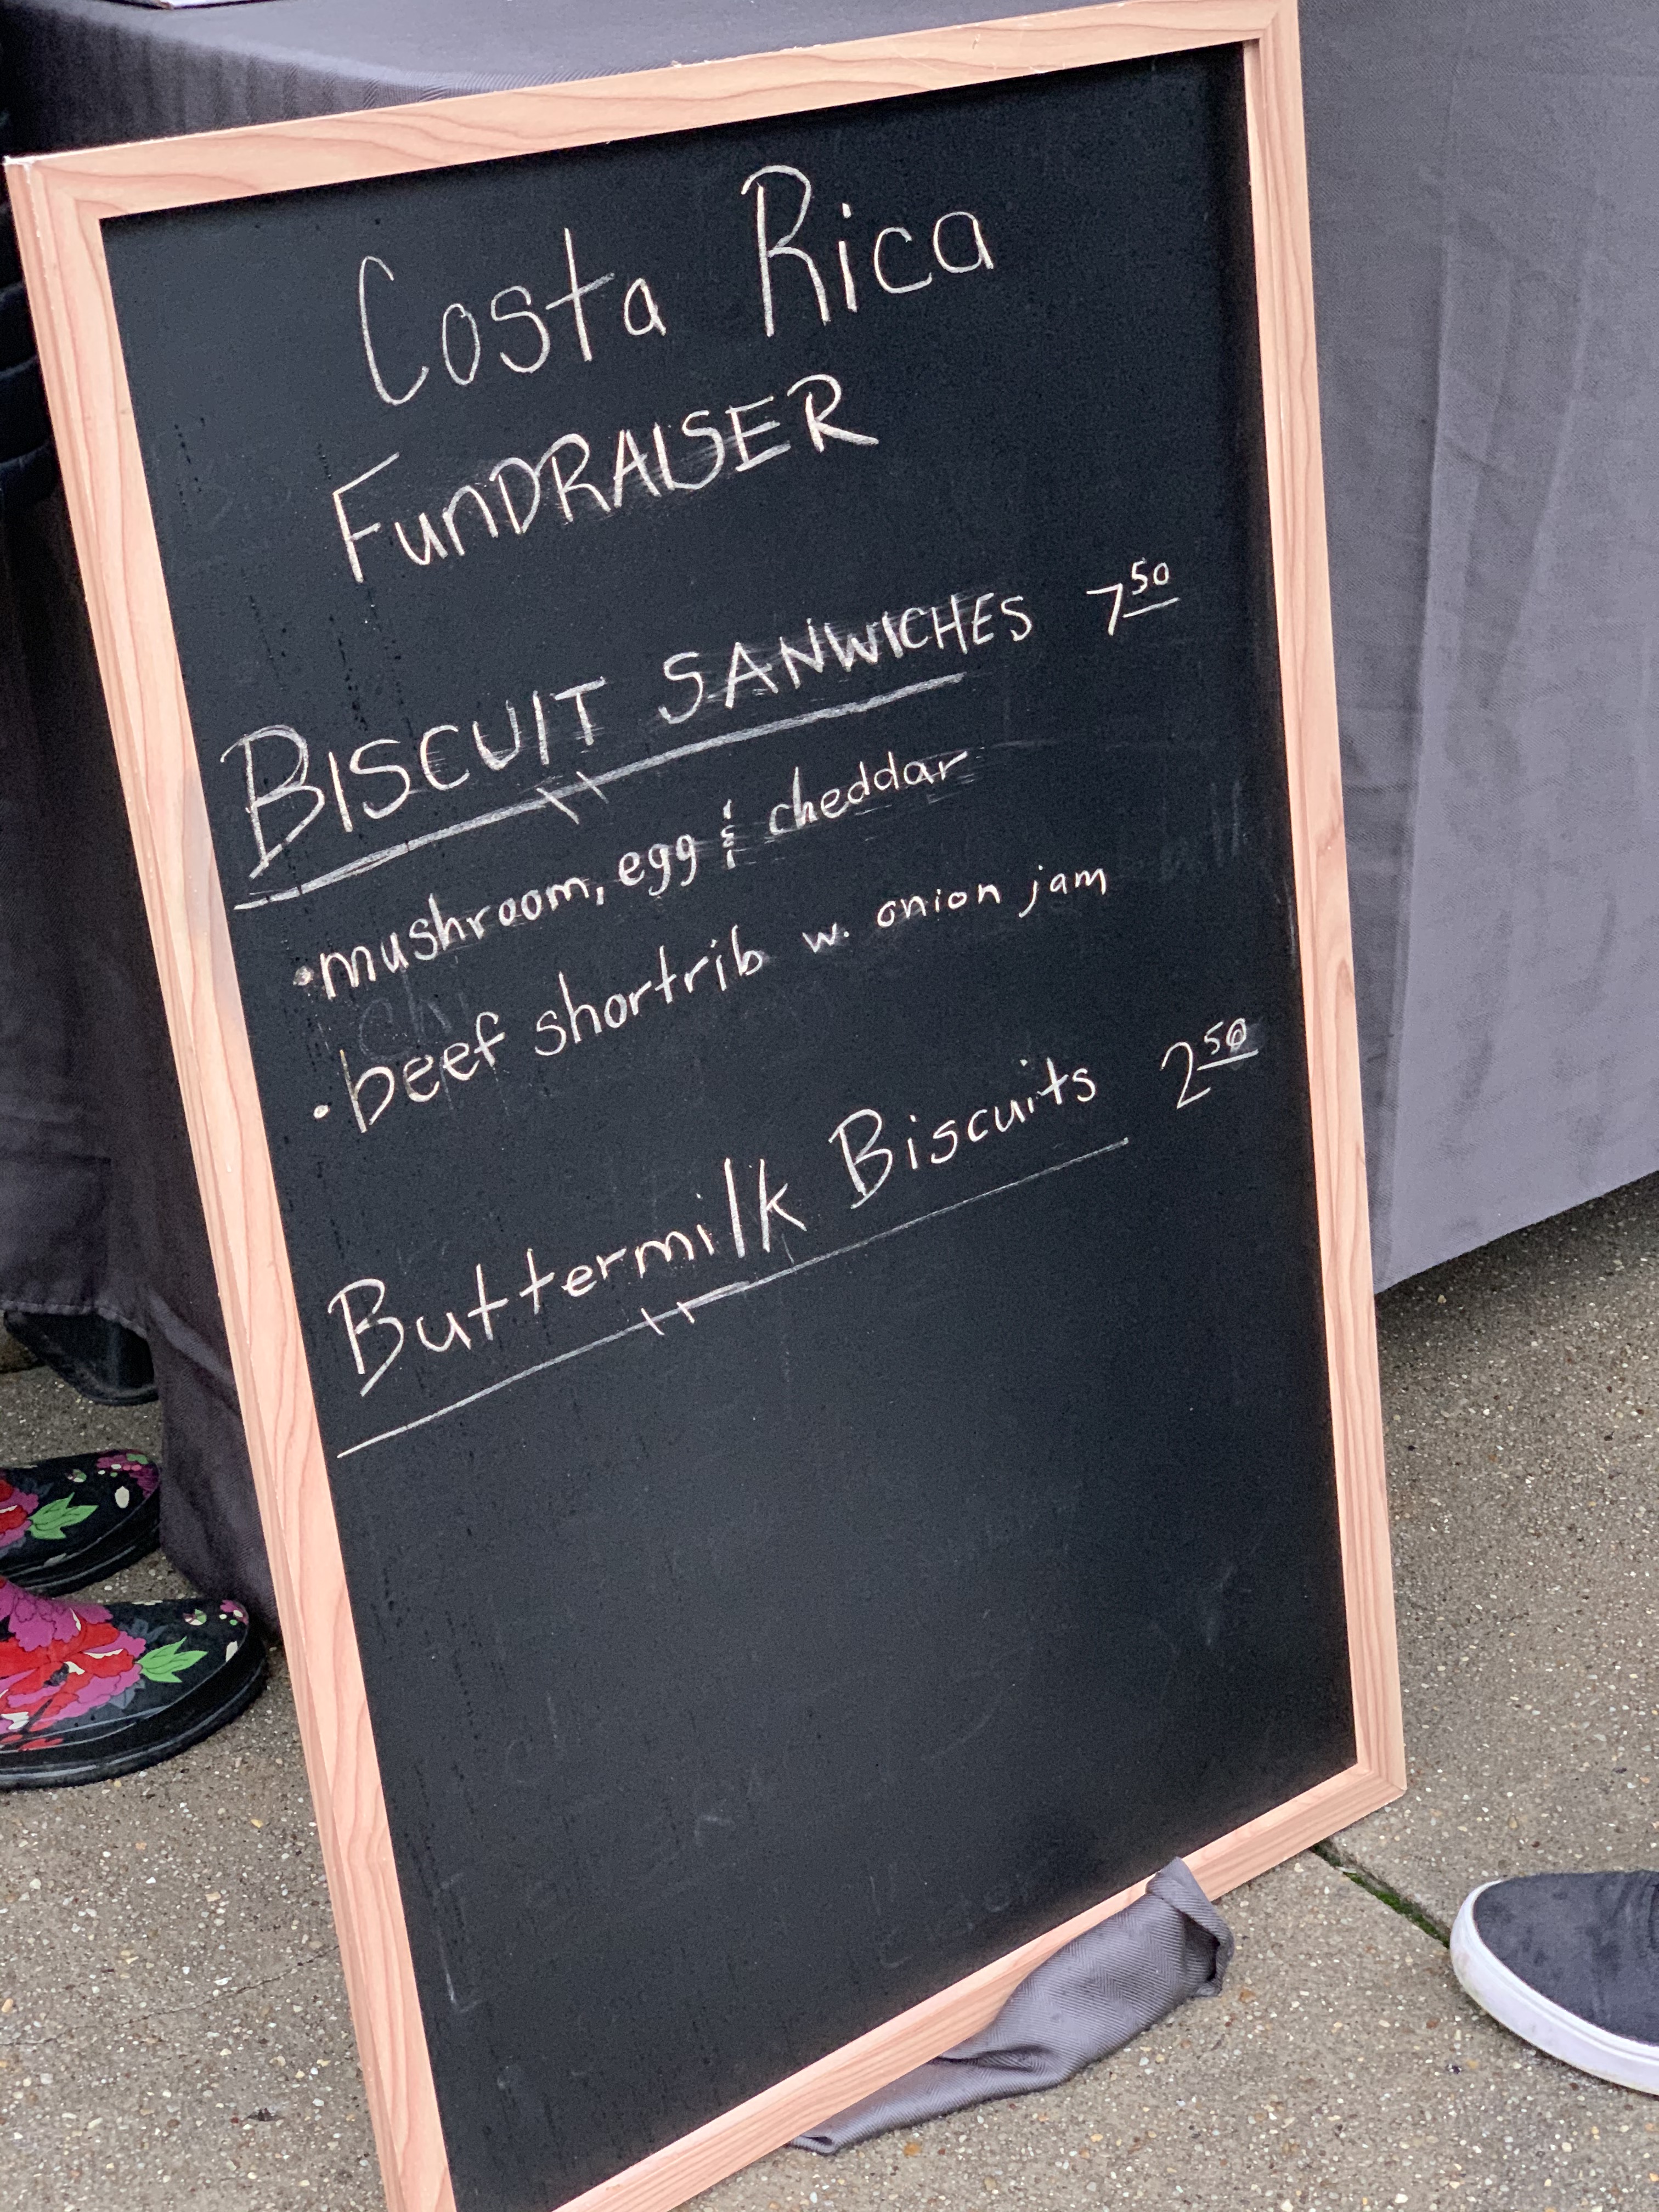 Costa Rica
FunDRAISER
BISCUIT SANWICHES 7.50
•mushroom, egg & cheddar
•beef shortrib w. onion jam
Buttermilk Biscuits 2.50